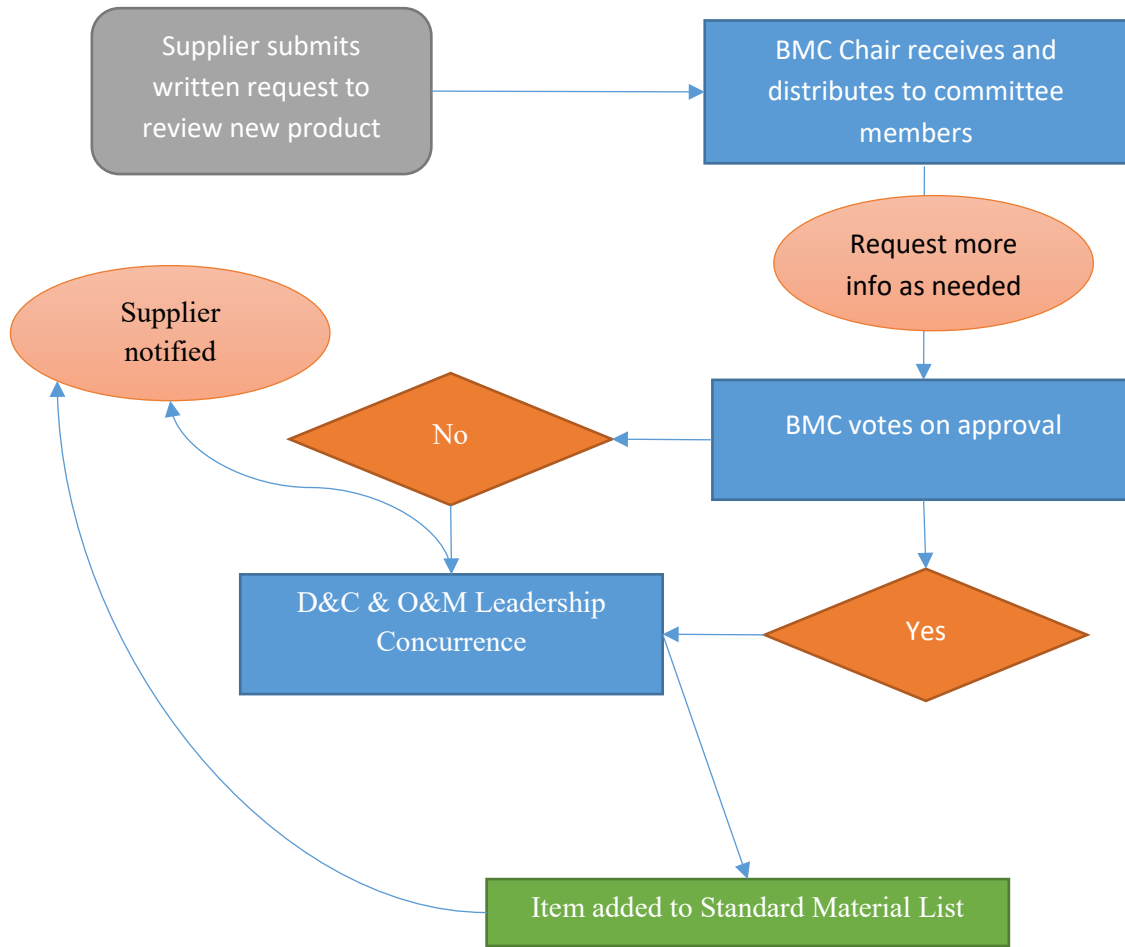 Supplier submits
written request to
review new product
BMC Chair receives and
distributes to committee
members
Request more
info as needed
Supplier
notified
No
BMC votes on approval
D&C & O&M Leadership
Concurrence
Yes
Item added to Standard Material List